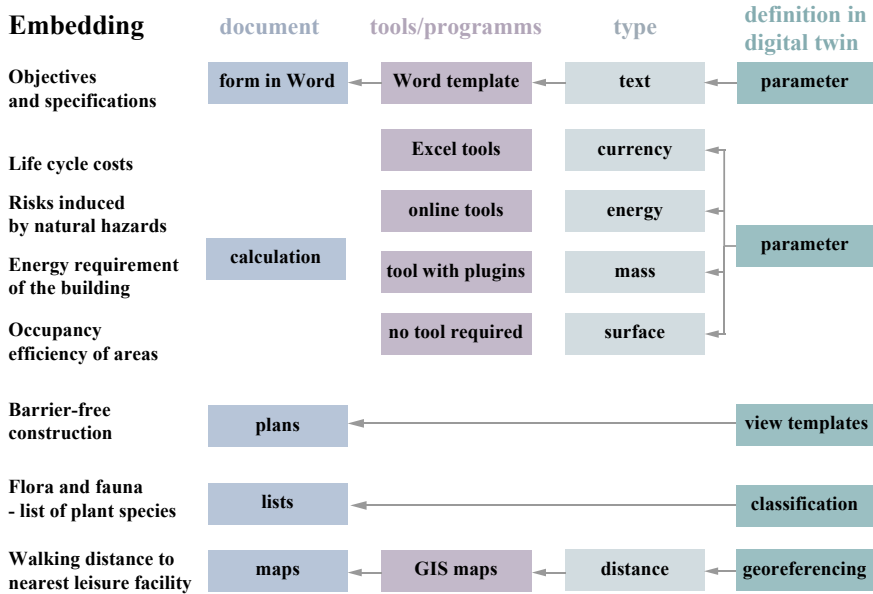 Embedding
document
tools/programms
type
definition in
digital twin
Objectives
and specifications
form in Word
Word template
text
parameter
Life cycle costs
Excel tools
currency
Risks induced
by natural hazards
online tools
energy
calculation
parameter
Energy requirement
of the building
tool with plugins
mass
Occupancy
efficiency of areas
no tool required
surface
Barrier-free
construction
plans
view templates
Flora and fauna
- list of plant species
lists
classification
Walking distance to
nearest leisure facility
maps
GIS maps
distance
georeferencing